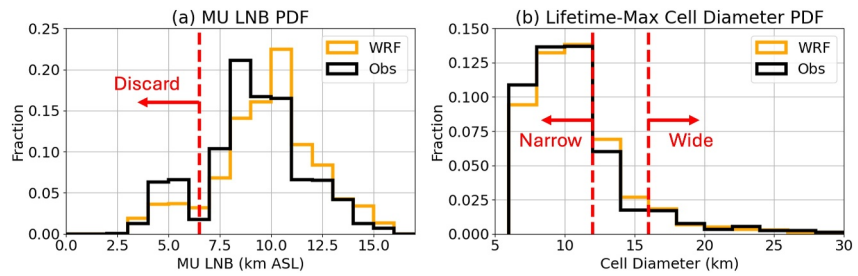 (a) MU LNB PDF
0.25
0.20
0.15
0.10
0.05
0.00
Fraction
Discard
WRF
Obs
0.0 2.5 5.0 7.5 10.0 12.5 15.0
MU LNB (km ASL)
(b) Lifetime-Max Cell Diameter PDF
0.150
0.125
0.100
0.075
0.050
0.025
0.000
Fraction
WRF
Obs
Narrow
Wide
5 10 15 20 25 30
Cell Diameter (km)